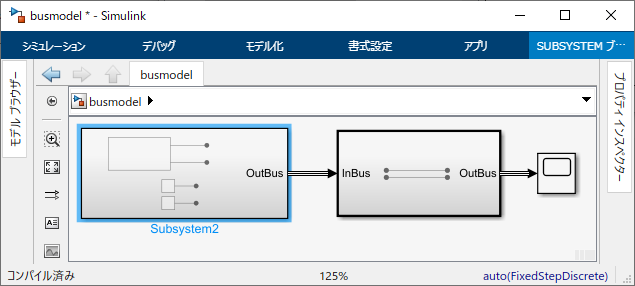 busmodel * - Simulink
シミュレーション デバッグ モデル化 書式設定 アプリ SUBSYSTEM ブ...
busmodel
busmodel
モデル ブラウザー
プロパティ インスペクター
OutBus
InBus
OutBus
Subsystem2
コンパイル済み 125% auto(FixedStepDiscrete)